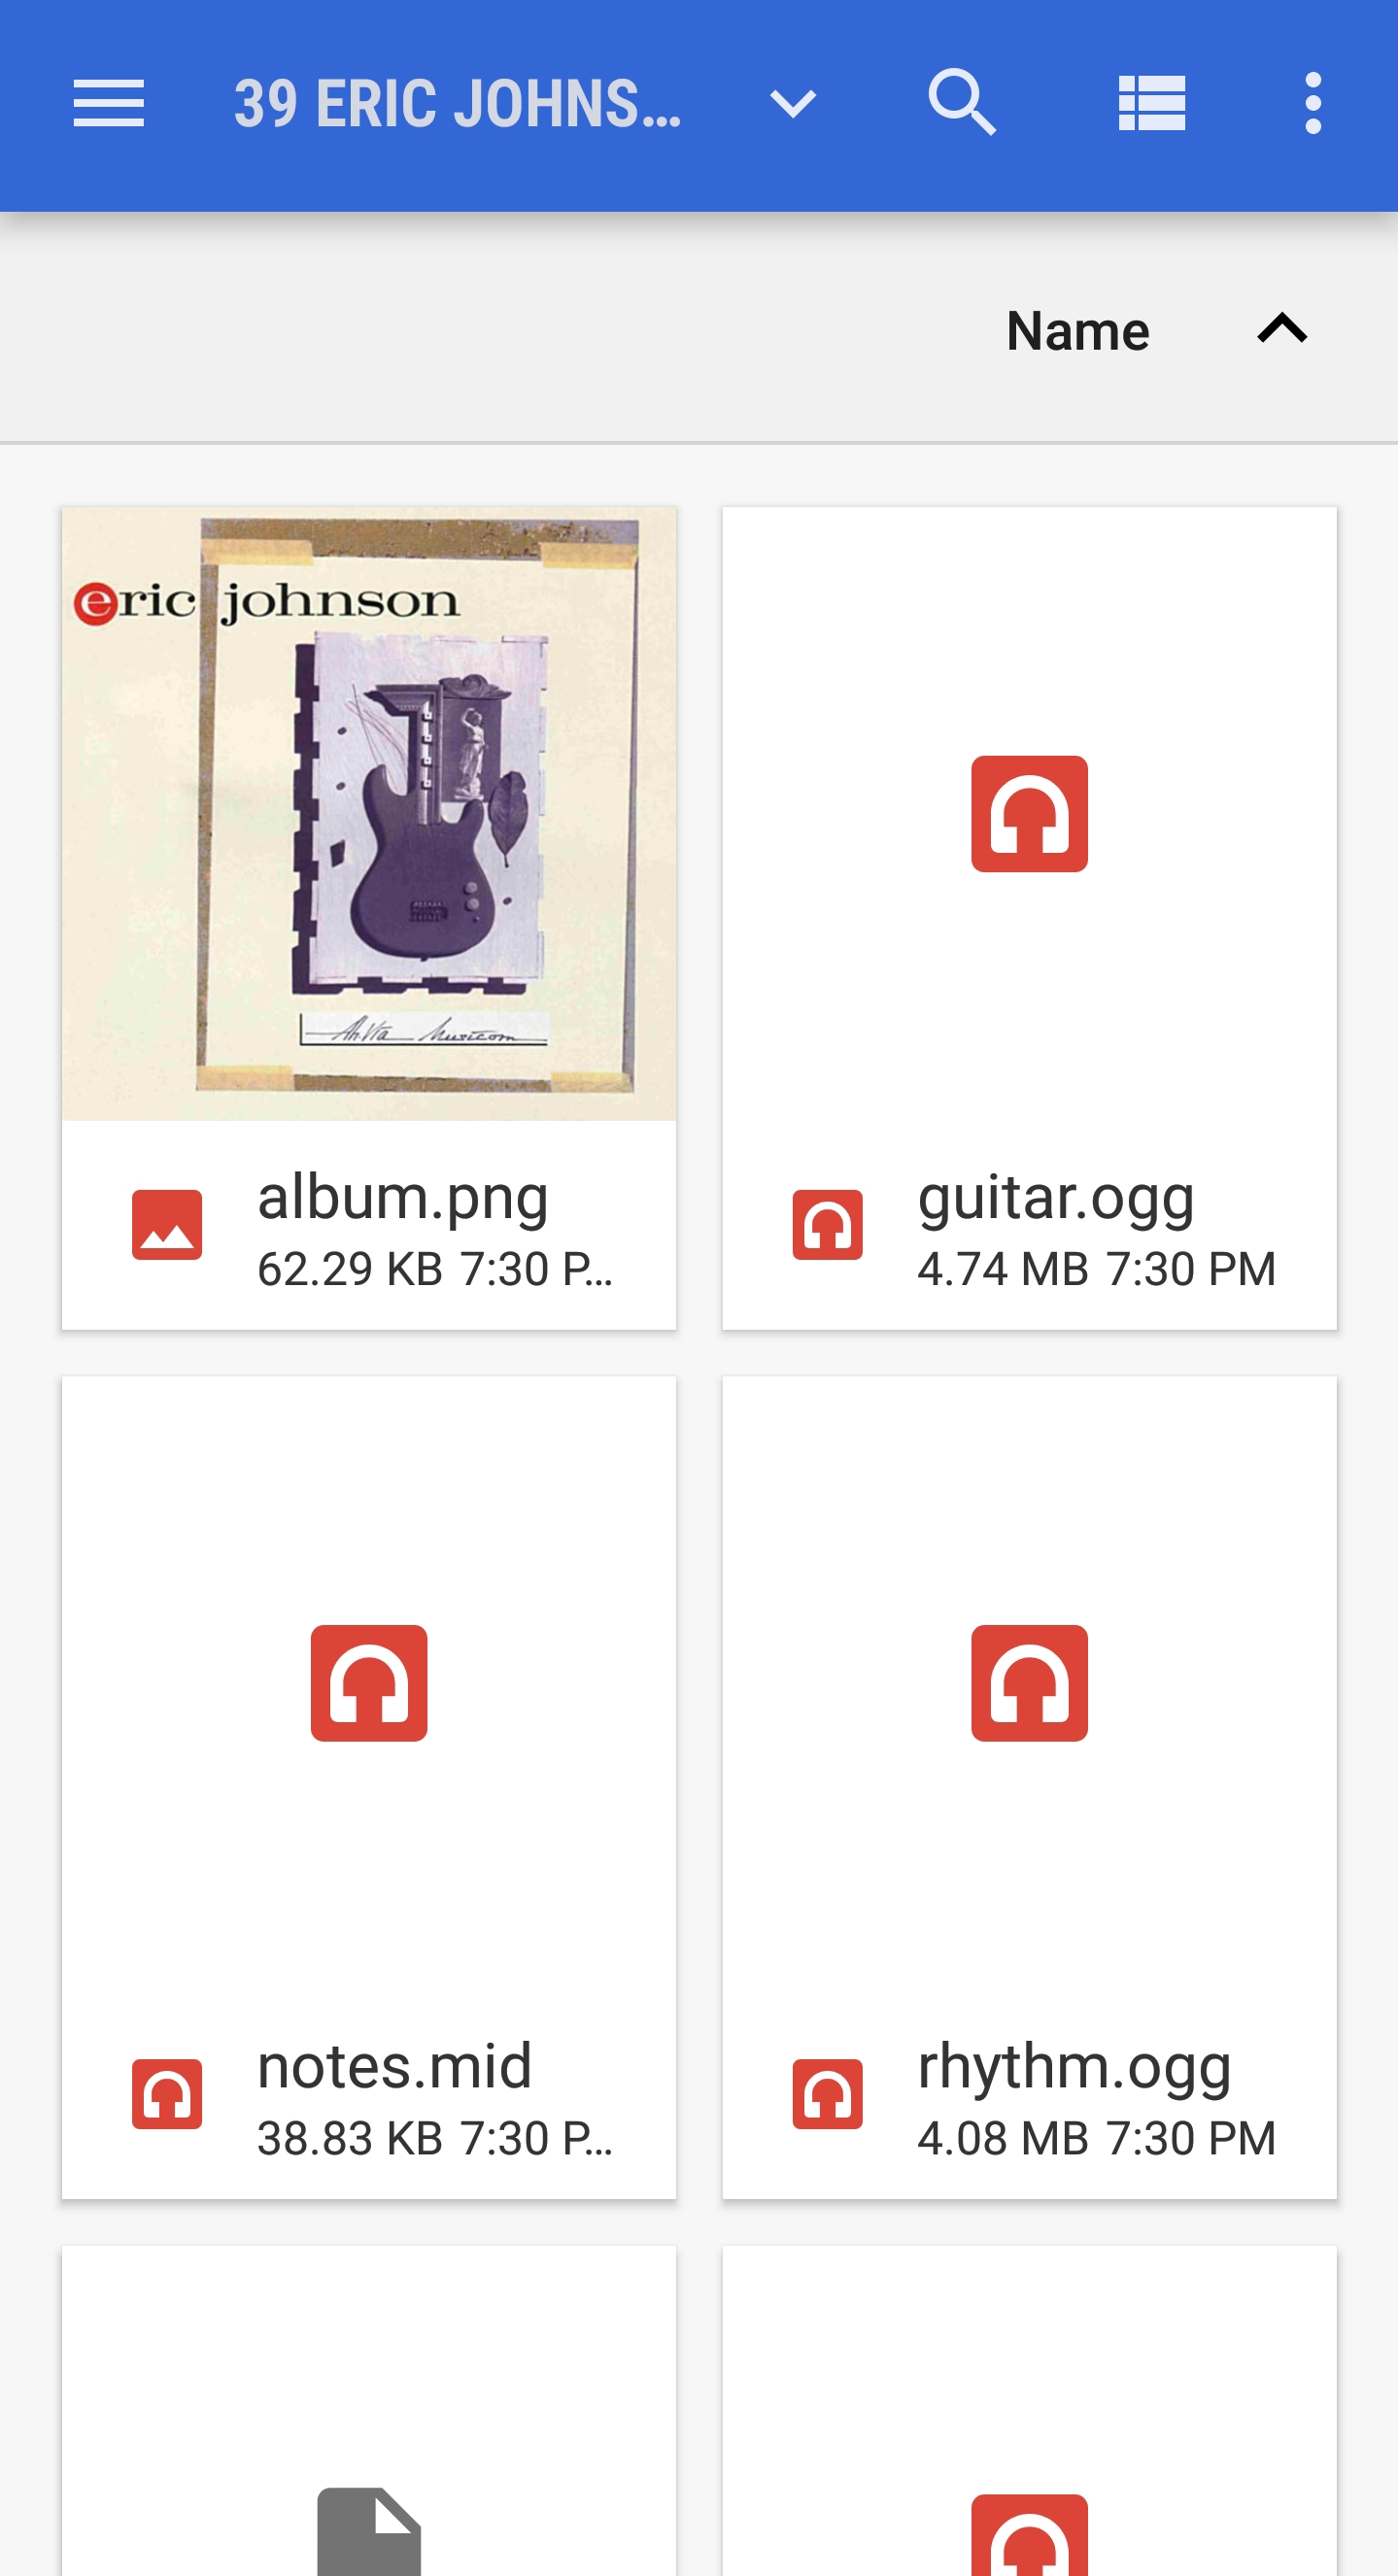 39 ERIC JOHNS...
Name
eric johnson
Ah Via Musicom
album.png
62.29 KB 7:30 P...
guitar.ogg
4.74 MB 7:30 PM
notes.mid
38.83 KB 7:30 P...
rhythm.ogg
4.08 MB 7:30 PM